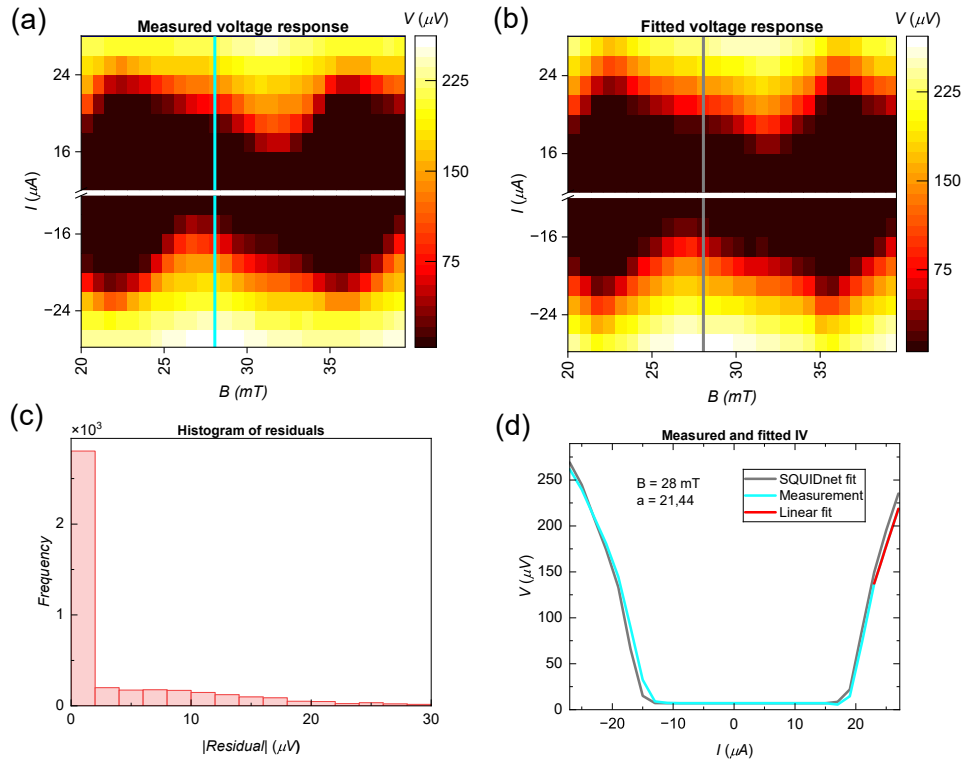 (a)
Measured voltage response
V (μV)
24
16
−16
−24
I (μA)
20
25
30
35
B (mT)
225
150
75
(b)
Fitted voltage response
V (μV)
24
16
−16
−24
I (μA)
20
25
30
35
B (mT)
225
150
75
(c)
Histogram of residuals
×10³
2
1
0
Frequency
0
10
20
30
|Residual| (μV)
(d)
Measured and fitted IV
B = 28 mT
a = 21,44
SQUIDnet fit
Measurement
Linear fit
250
200
150
100
50
0
V (μV)
−20
−10
0
10
20
I (μA)